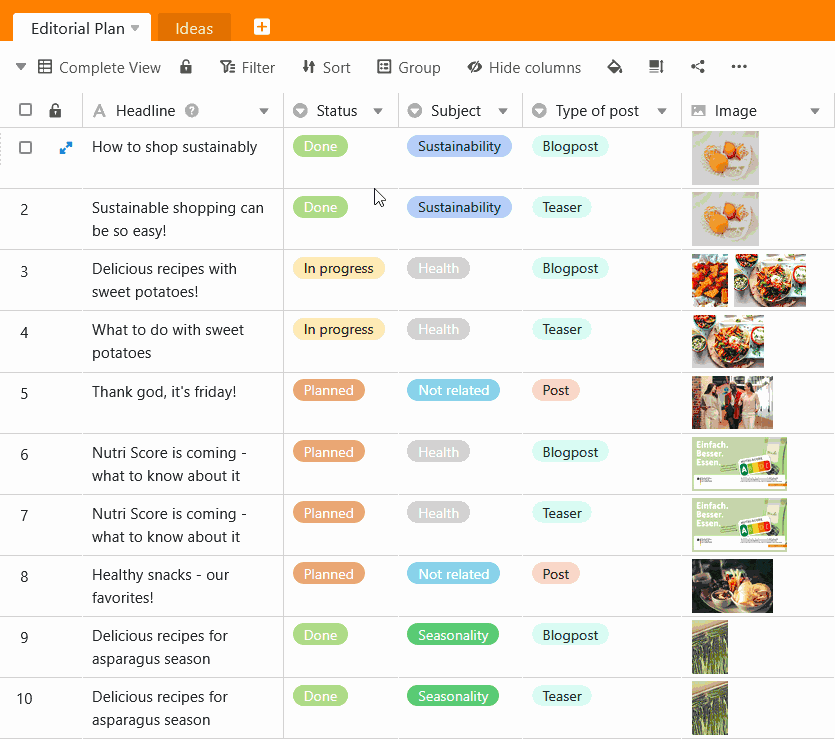 Editorial Plan
Ideas
Complete View Filter Sort Group Hide columns
Headline Status Subject Type of post Image
How to shop sustainably Done Sustainability Blogpost
2 Sustainable shopping can Done Sustainability Teaser
be so easy!
3 Delicious recipes with In progress Health Blogpost
sweet potatoes!
4 What to do with sweet In progress Health Teaser
potatoes
5 Thank god, it's friday! Planned Not related Post
6 Nutri Score is coming - Planned Health Blogpost
what to know about it
Einfach.
Besser.
Essen.
7 Nutri Score is coming - Planned Health Teaser
what to know about it
Einfach.
Besser.
Essen.
8 Healthy snacks - our Planned Not related Post
favorites!
9 Delicious recipes for Done Seasonality Blogpost
asparagus season
10 Delicious recipes for Done Seasonality Teaser
asparagus season